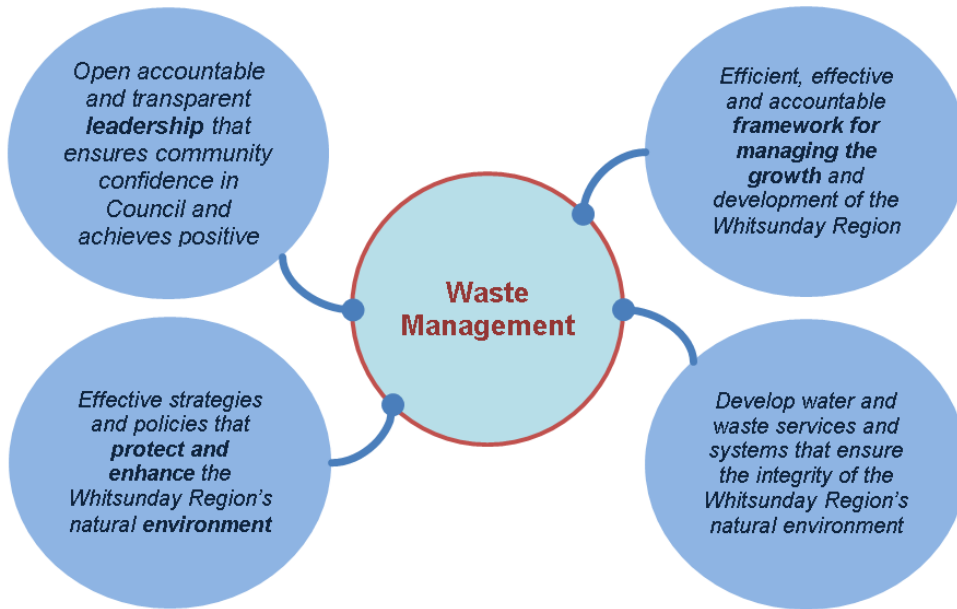 Open accountable
and transparent
leadership that
ensures community
confidence in
Council and
achieves positive
Efficient, effective
and accountable
framework for
managing the
growth and
development of the
Whitsunday Region
Waste
Management
Effective strategies
and policies that
protect and
enhance the
Whitsunday Region's
natural environment
Develop water and
waste services and
systems that ensure
the integrity of the
Whitsunday Region's
natural environment